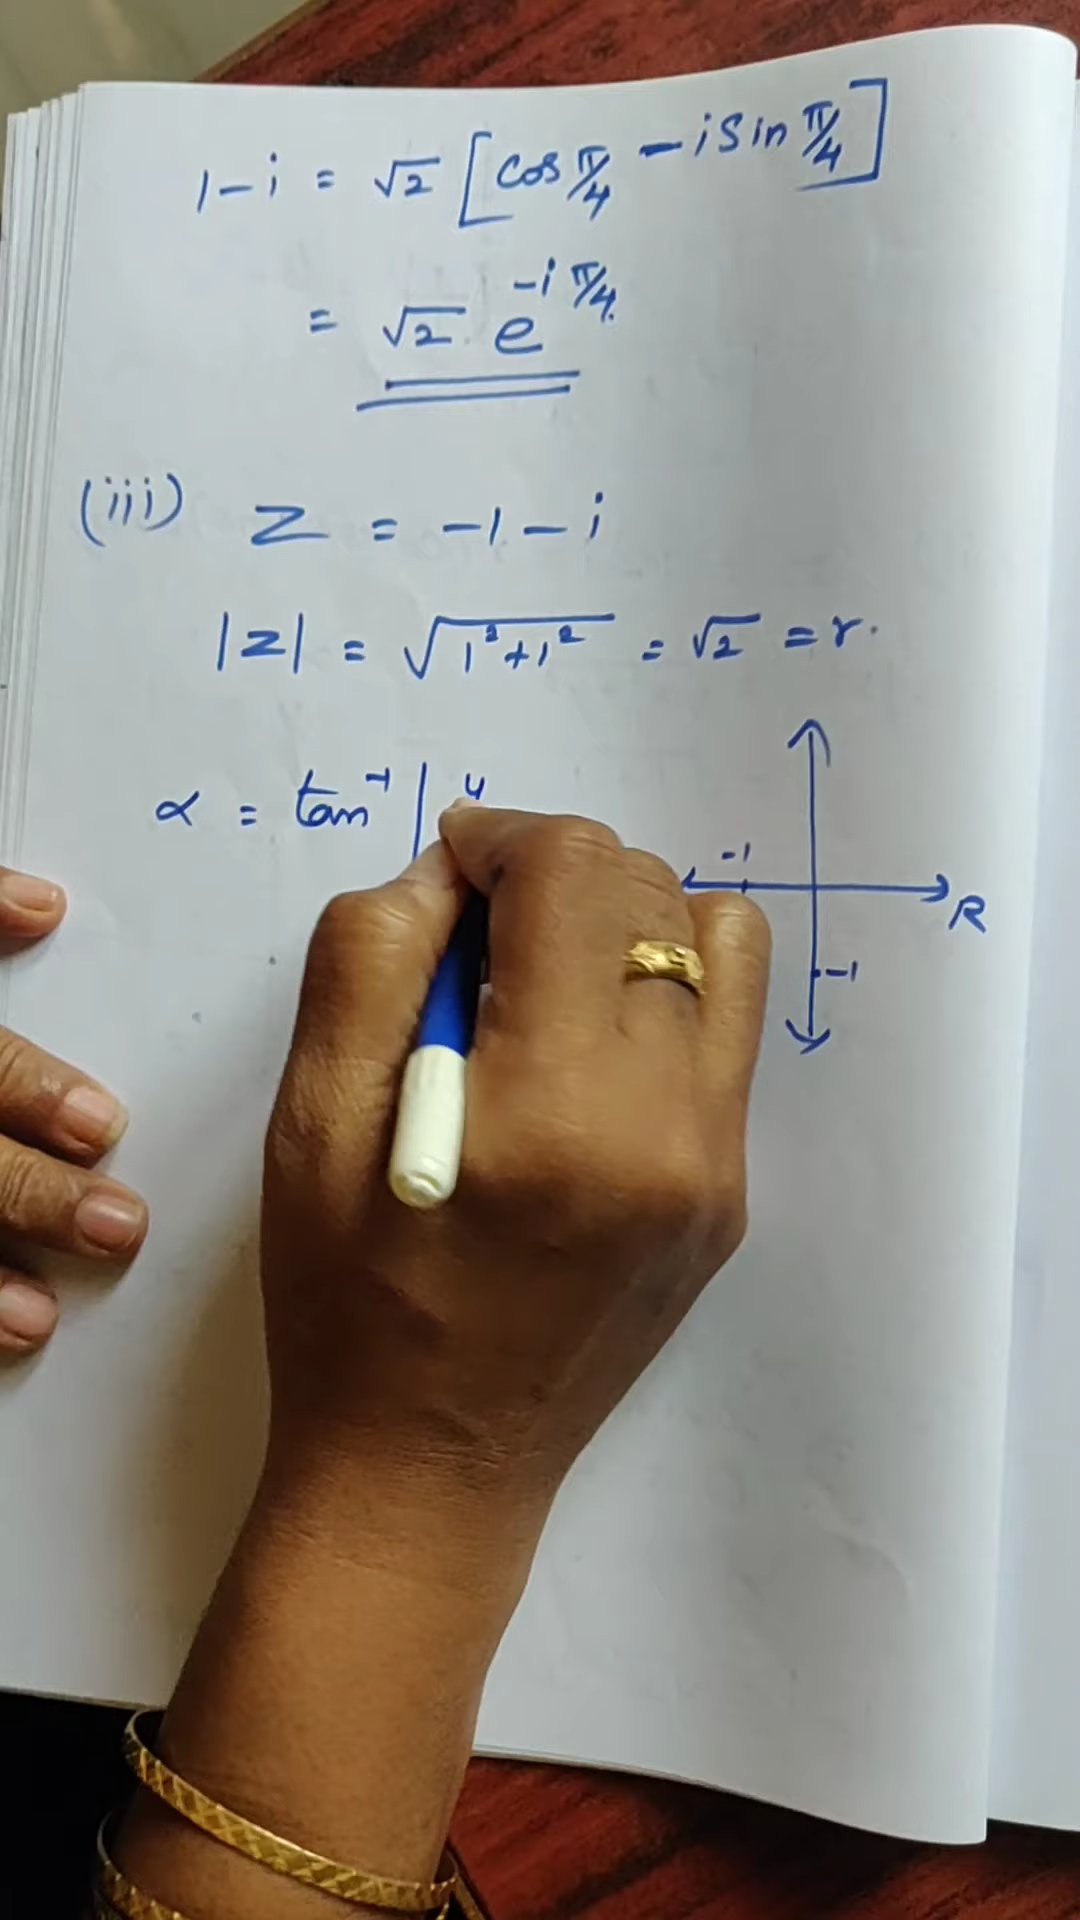 1 - i = √2 [cos π/4 - i sin π/4]
= √2 e^{-i π/4}
(iii) Z = -1 - i
|Z| = √(1² + 1²) = √2 = r.
α = tan⁻¹ | y
-1
R
-1